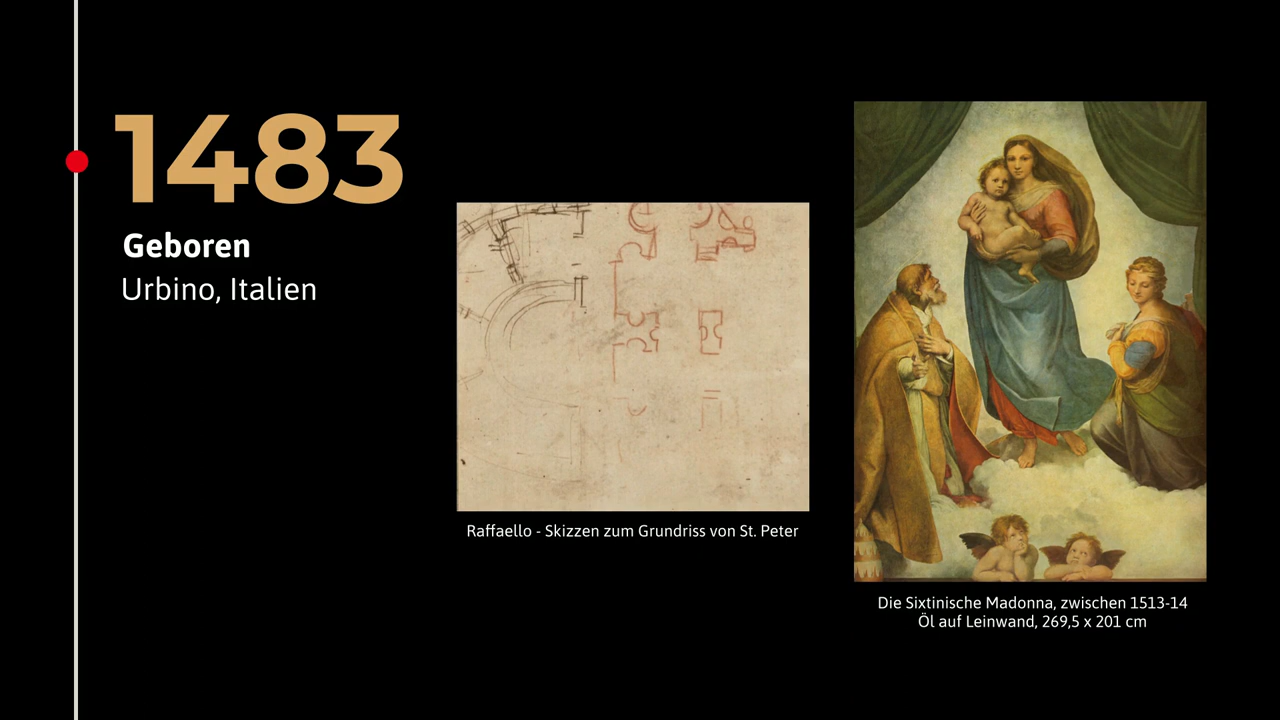 1483
Geboren
Urbino, Italien
Raffaello - Skizzen zum Grundriss von St. Peter
Die Sixtinische Madonna, zwischen 1513-14
Öl auf Leinwand, 269,5 x 201 cm